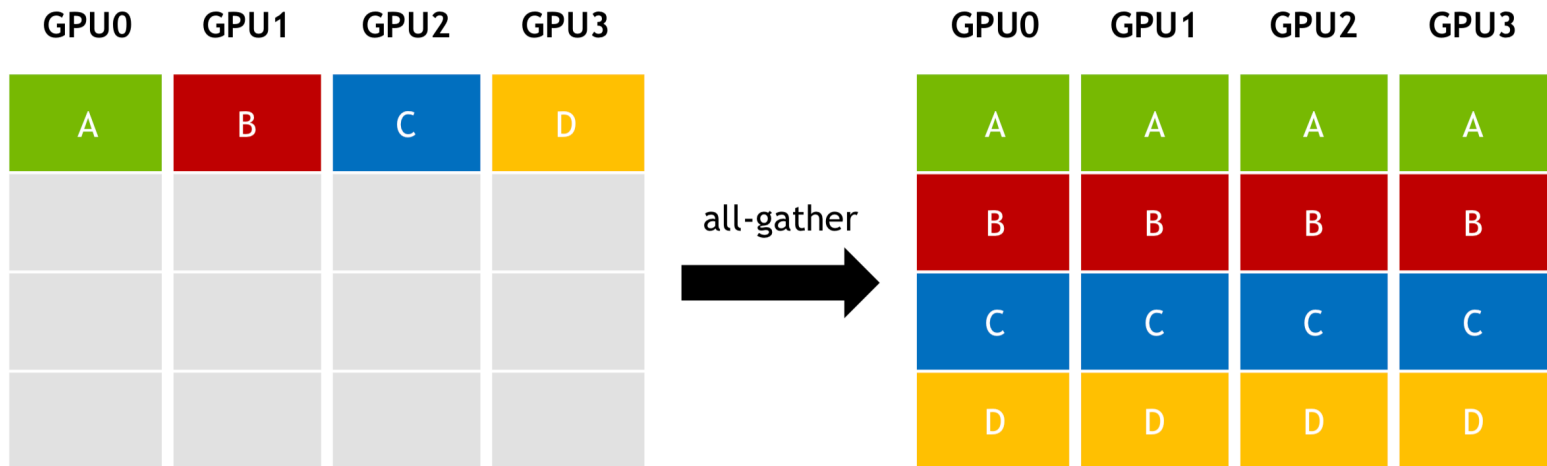 GPU0 GPU1 GPU2 GPU3 GPU0 GPU1 GPU2 GPU3
A B C D A A A A
all-gather B B B B
C C C C
D D D D